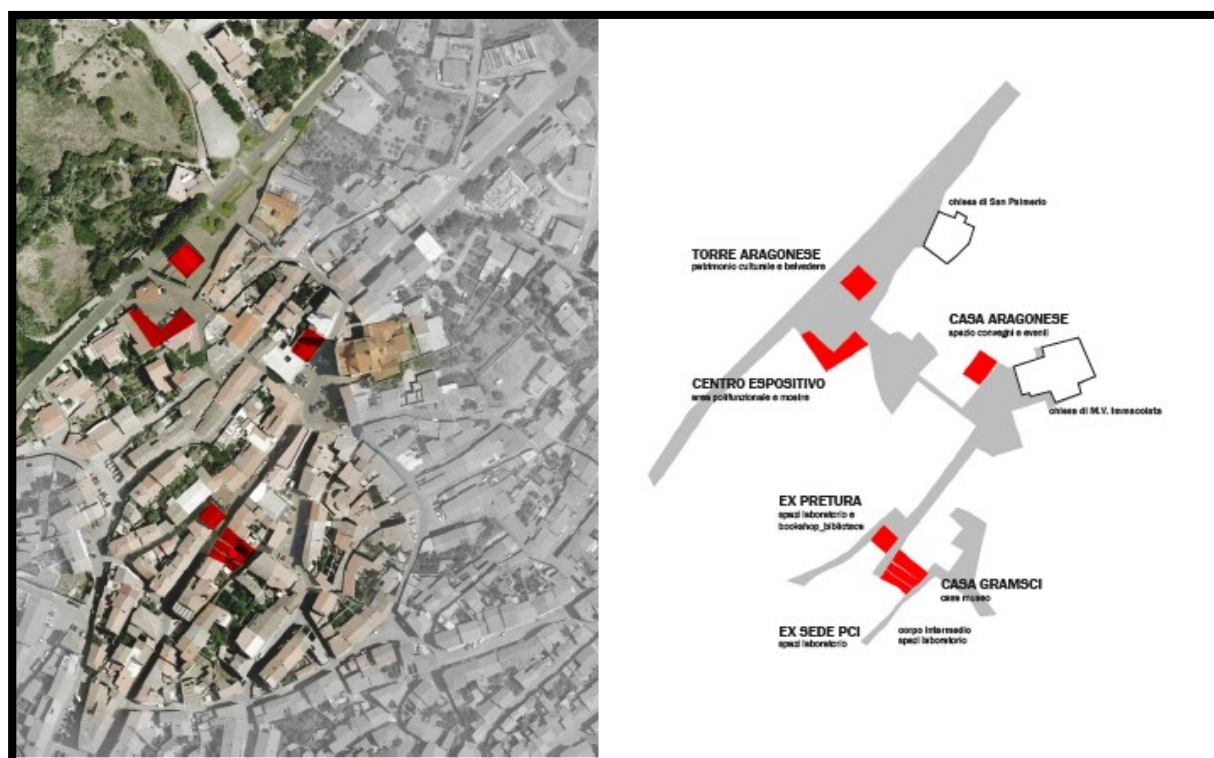 chiesa di San Palmerio
TORRE ARAGONESE
patrimonio culturale e belvedere
CASA ARAGONESE
spazio convegni e eventi
CENTRO ESPOSITIVO
area polifunzionale e mostre
chiesa di M.V. Immacolata
EX PRETURA
spazi laboratorio e
bookshop_biblioteca
CASA GRAMSCI
casa museo
EX SEDE PCI
spazi laboratorio
corpo intermedio
spazi laboratorio